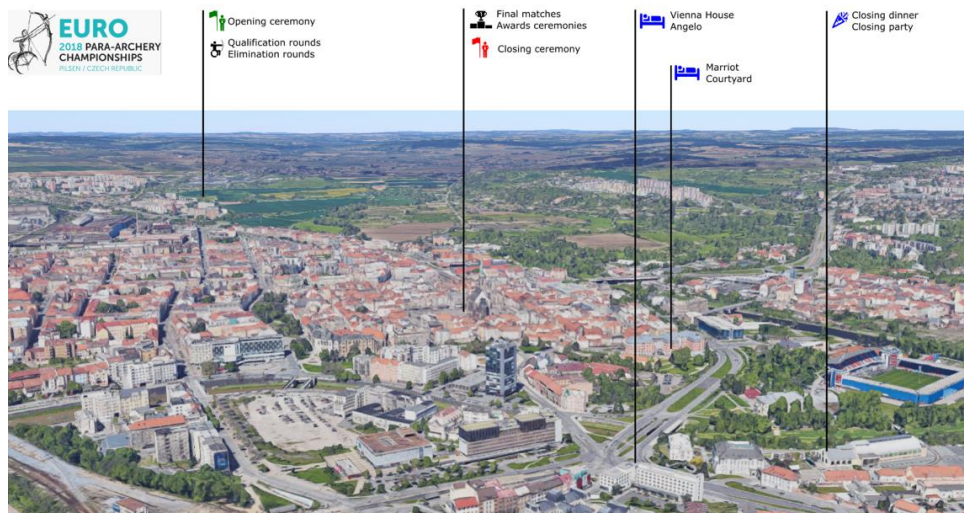 EURO
2018 PARA-ARCHERY
CHAMPIONSHIPS
PILSEN / CZECH REPUBLIC
Opening ceremony
Qualification rounds
Elimination rounds
Final matches
Awards ceremonies
Closing ceremony
Vienna House
Angelo
Marriot
Courtyard
Closing dinner
Closing party